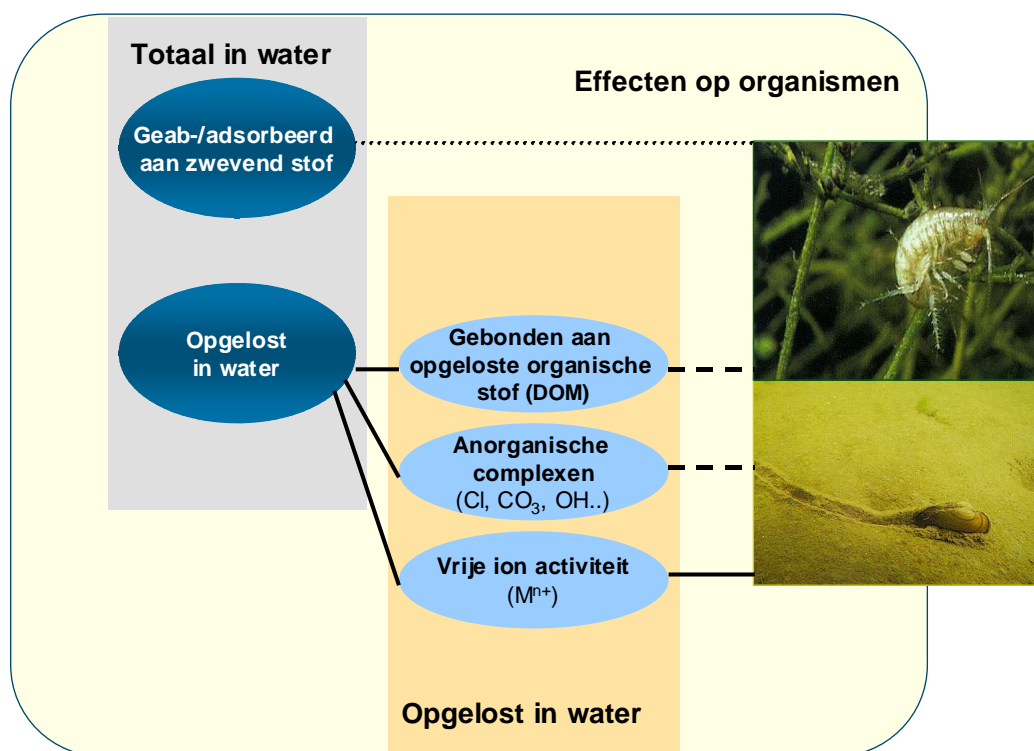 Totaal in water
Effecten op organismen
Geab-/adsorbeerd
aan zwevend stof
Opgelost
in water
Gebonden aan
opgeloste organische
stof (DOM)
Anorganische
complexen
(Cl, CO₃, OH..)
Vrije ion activiteit
(Mⁿ⁺)
Opgelost in water